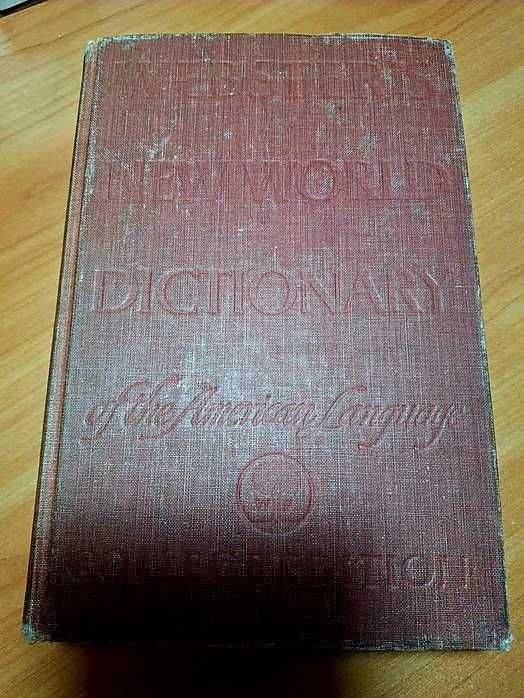 WEBSTER'S
NEW WORLD
DICTIONARY
of the American Language
COLLEGE EDITION